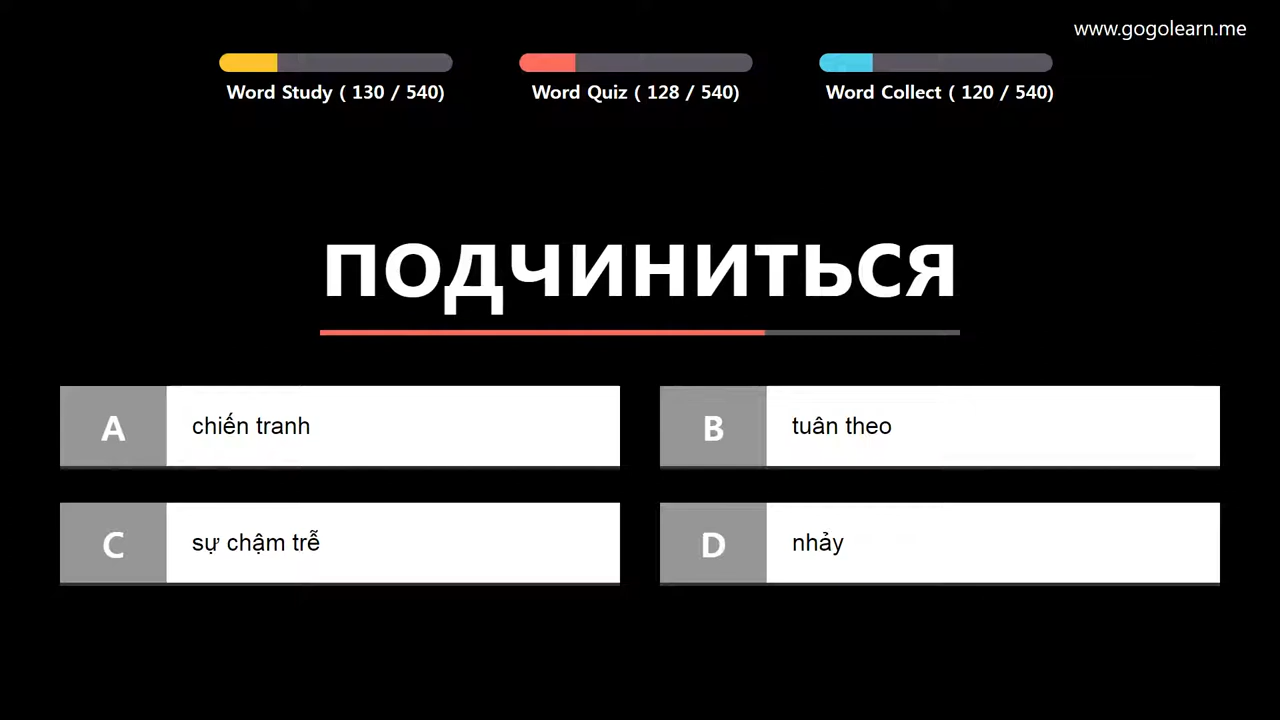 www.gogolearn.me
Word Study ( 130 / 540)
Word Quiz ( 128 / 540)
Word Collect ( 120 / 540)
подчиниться
A
chiến tranh
B
tuân theo
C
sự chậm trễ
D
nhảy